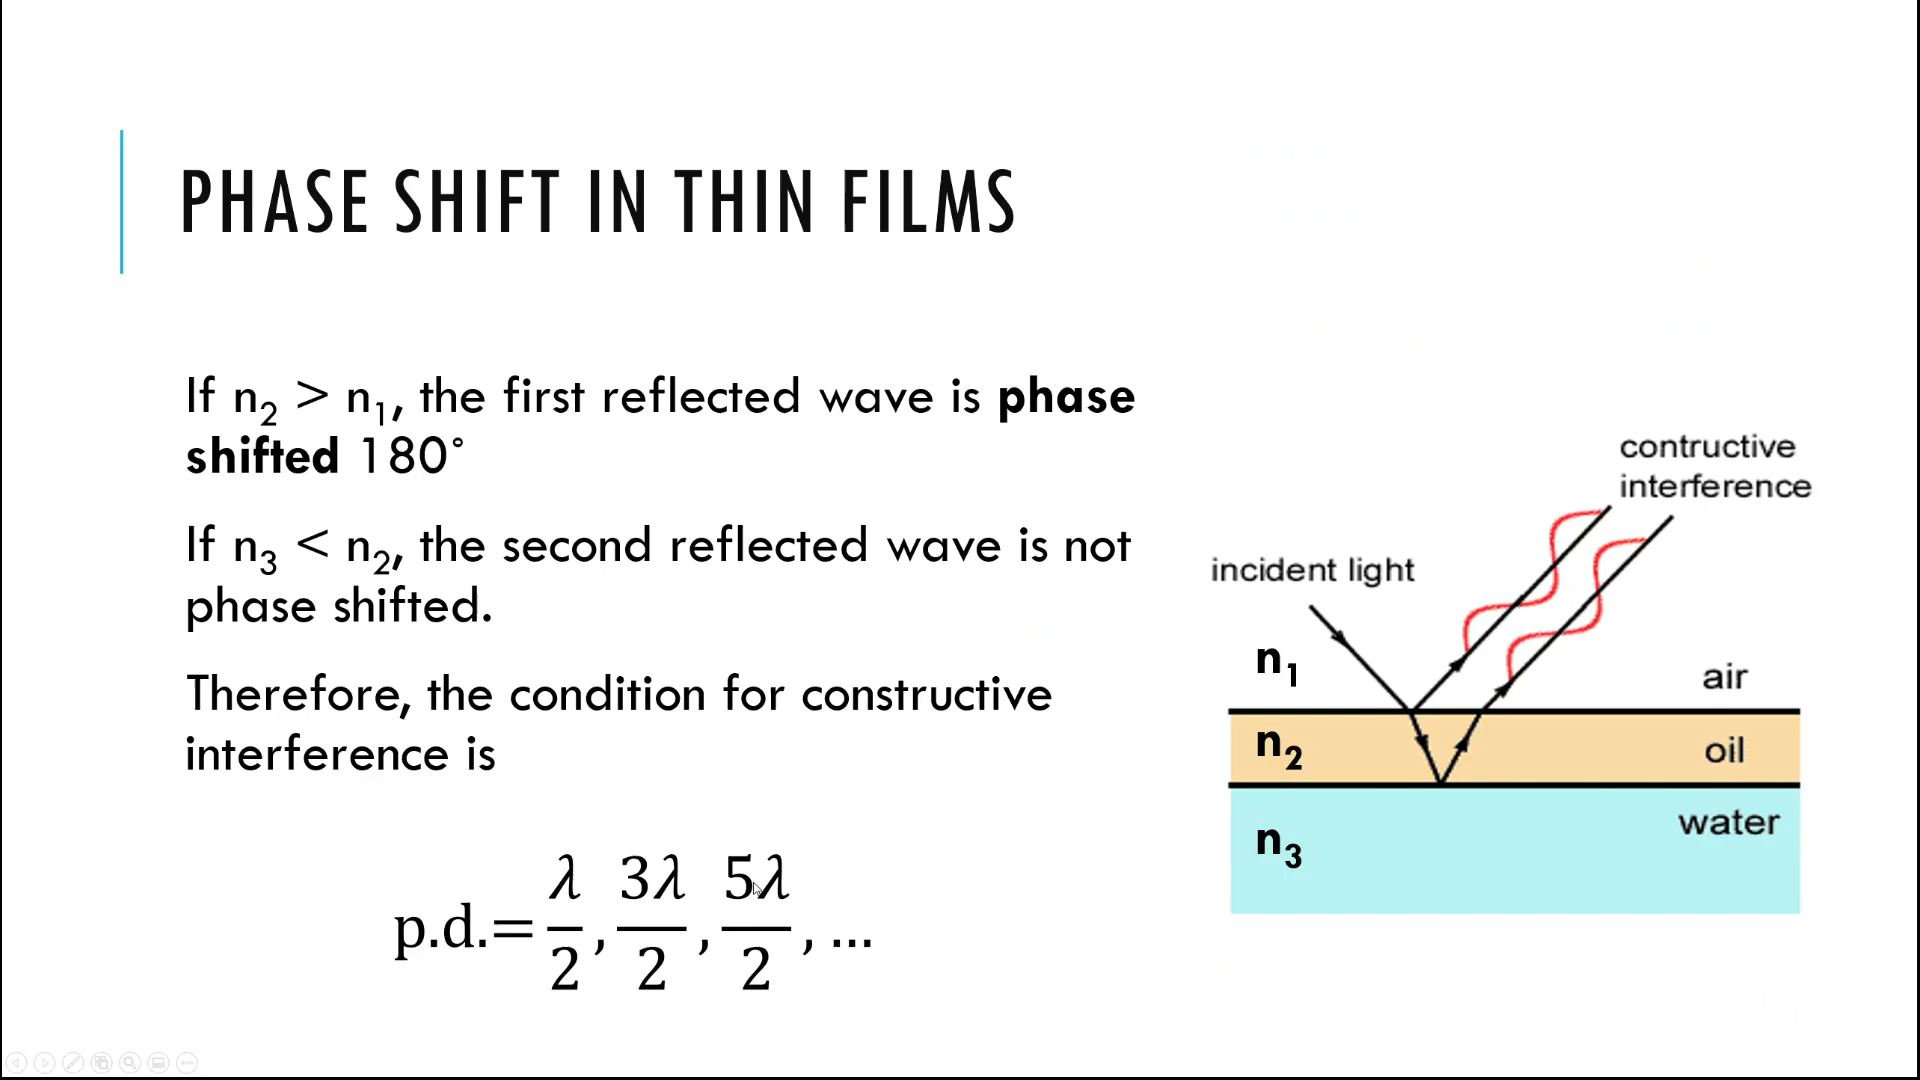 PHASE SHIFT IN THIN FILMS
If n₂ > n₁, the first reflected wave is phase
shifted 180°
If n₃ < n₂, the second reflected wave is not
phase shifted.
Therefore, the condition for constructive
interference is
p.d.= λ/2, 3λ/2, 5λ/2, ...
contructive
interference
incident light
n₁
air
n₂
oil
water
n₃